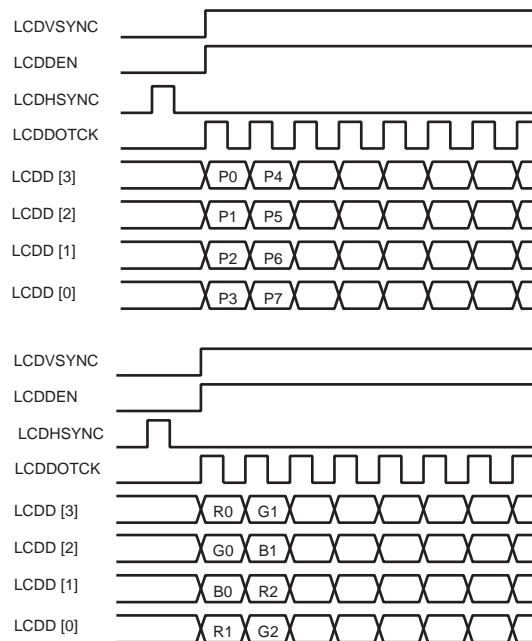 LCDVSYNC
LCDDEN
LCDHSYNC
LCDDOTCK
LCDD [3] P0 P4
LCDD [2] P1 P5
LCDD [1] P2 P6
LCDD [0] P3 P7
LCDVSYNC
LCDDEN
LCDHSYNC
LCDDOTCK
LCDD [3] R0 G1
LCDD [2] G0 B1
LCDD [1] B0 R2
LCDD [0] R1 G2